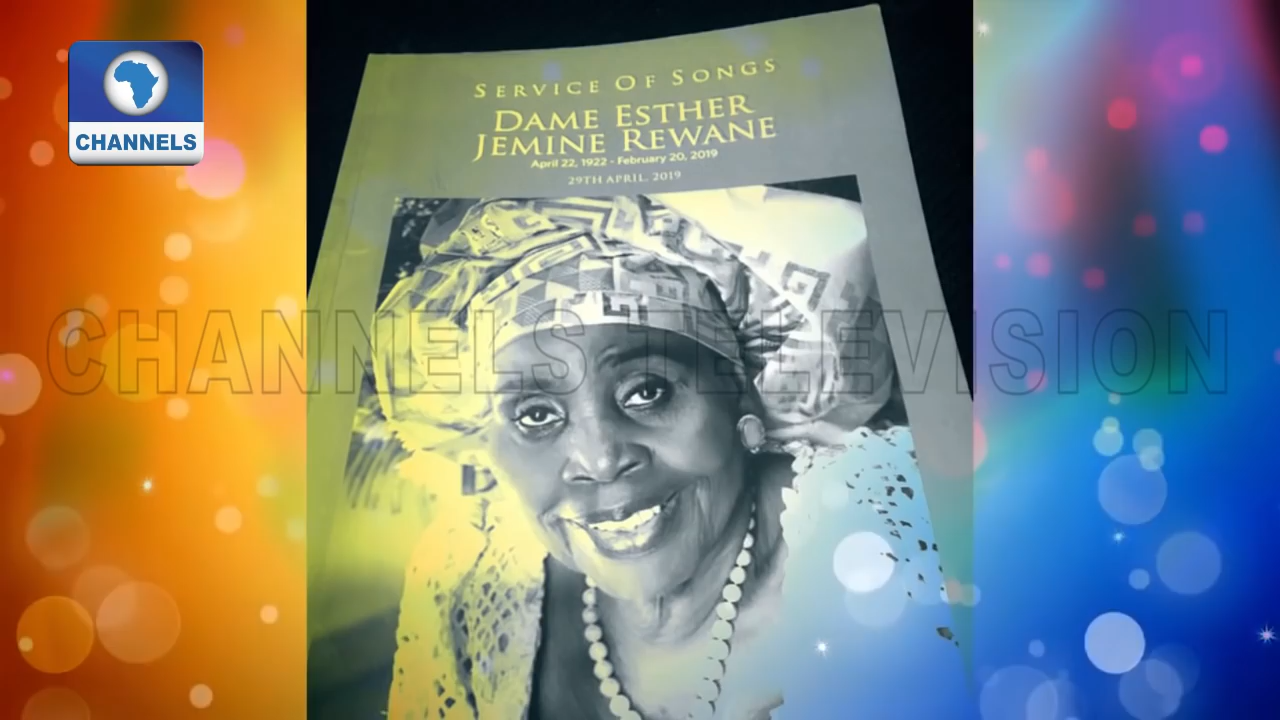 CHANNELS
SERVICE OF SONGS
DAME ESTHER
JEMINE REWANE
April 22, 1922 - February 20, 2019
29TH APRIL, 2019
CHANNELS TELEVISION